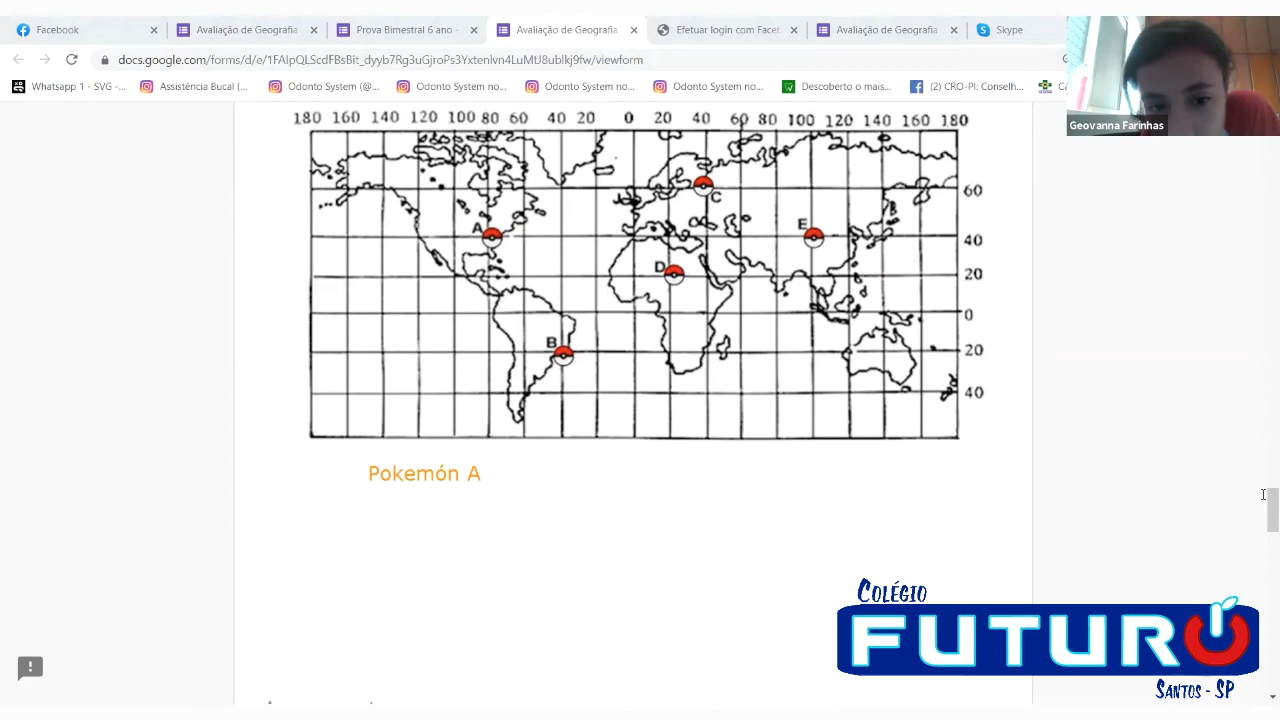 Facebook
Avaliação de Geografia
Prova Bimestral 6 ano -
Avaliação de Geografia
Efetuar login com Facel
Avaliação de Geografia
Skype
docs.google.com/forms/d/e/1FAIpQLScdFBsBit_
Whatsapp 1 - SVG -...
Assistência Bucal (...
Odonto System (@...
Odonto System no...
Odonto System no...
Odonto System no...
Descoberto o mais...
(2) CRO-PI: Conselh...
Geovanna Farinhas
180 160 140 120 100 80 60 40 20 0 20 40 60 80 100 120 140 160 180
60
C
A
E
40
D
20
0
B
20
40
Pokemón A
COLÉGIO
FUTURO
SANTOS - SP